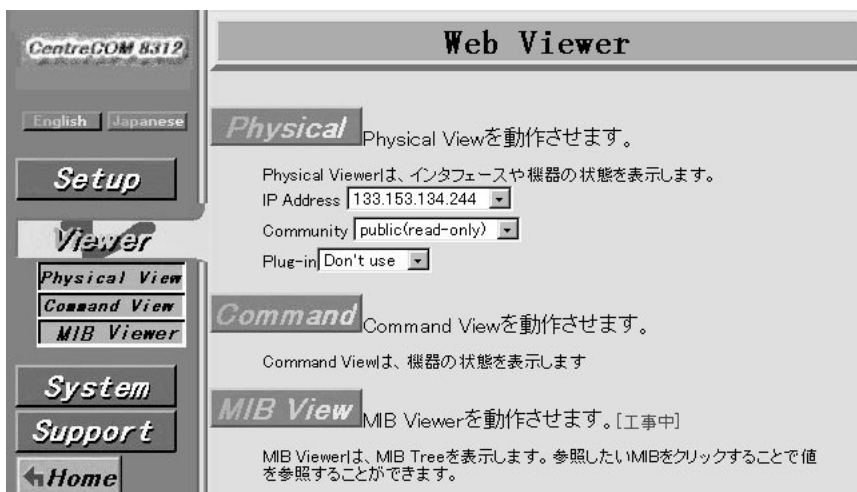 CentreCOM 8312
English Japanese
Setup
Viewer
Physical View
Command View
MIB Viewer
System
Support
Home
Web Viewer
Physical Physical Viewを動作させます。
Physical Viewerは、インタフェースや機器の状態を表示します。
IP Address 133.153.134.244
Community public(read-only)
Plug-in Don't use
Command Command Viewを動作させます。
Command Viewは、機器の状態を表示します
MIB View MIB Viewerを動作させます。[工事中]
MIB Viewerは、MIB Treeを表示します。参照したいMIBをクリックすることで値
を参照することができます。